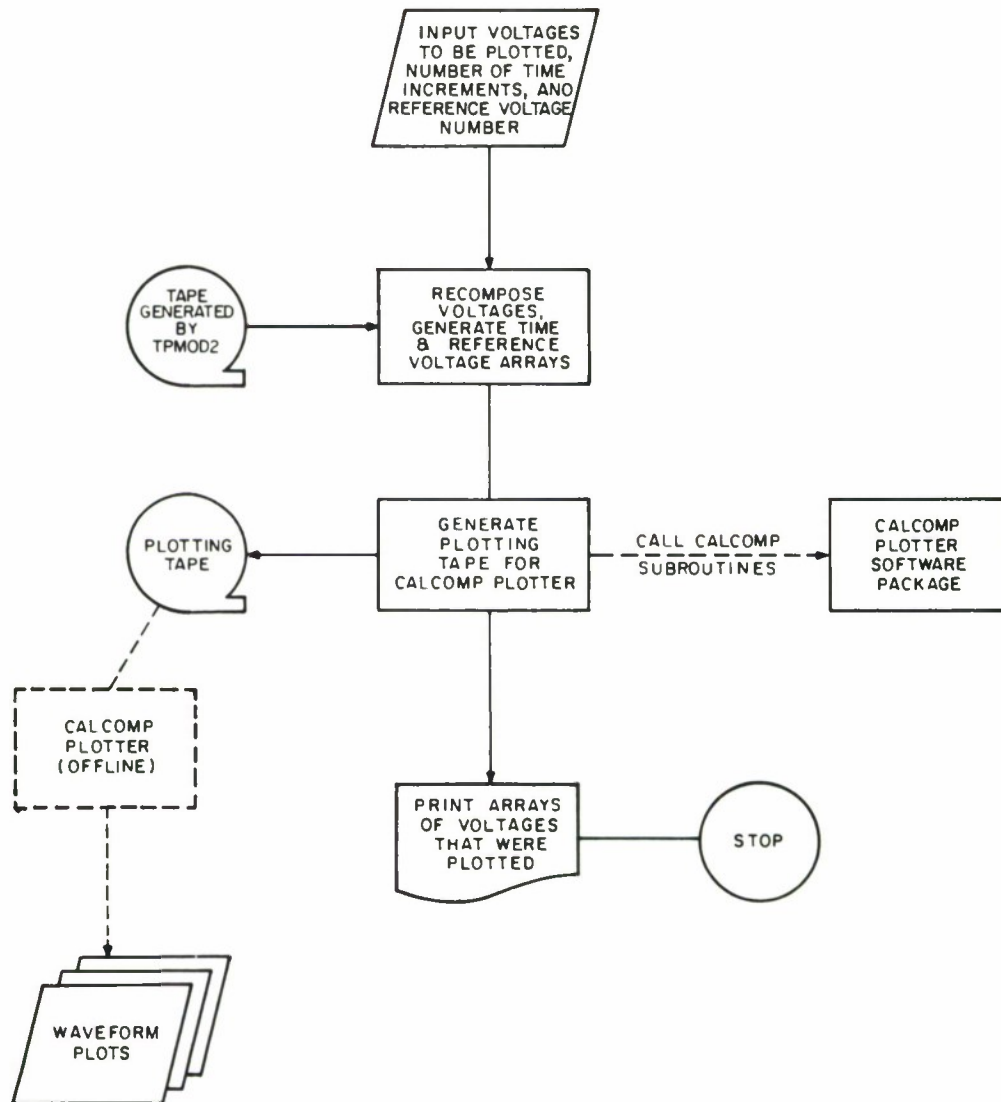 INPUT VOLTAGES
TO BE PLOTTED,
NUMBER OF TIME
INCREMENTS, AND
REFERENCE VOLTAGE
NUMBER
TAPE
GENERATED
BY
TPMOD2
RECOMPOSE
VOLTAGES,
GENERATE TIME
& REFERENCE
VOLTAGE ARRAYS
PLOTTING
TAPE
GENERATE
PLOTTING
TAPE FOR
CALCOMP PLOTTER
CALL CALCOMP
SUBROUTINES
CALCOMP
PLOTTER
SOFTWARE
PACKAGE
CALCOMP
PLOTTER
(OFFLINE)
PRINT ARRAYS
OF VOLTAGES
THAT WERE
PLOTTED
STOP
WAVEFORM
PLOTS